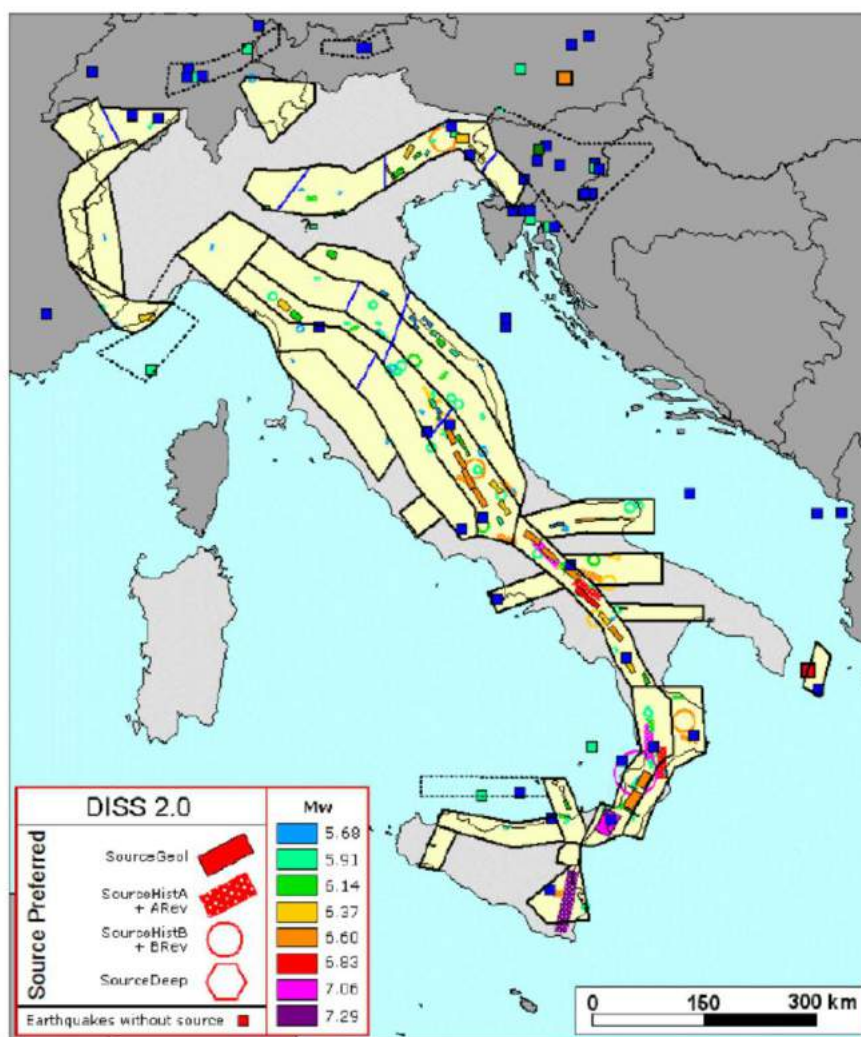 DISS 2.0
Mw
Source Preferred
SourceGeol
SourceHistA
+ ARev
SourceHistB
+ BRev
SourceDeep
Earthquakes without source
5.68
5.91
6.14
6.37
6.60
6.83
7.06
7.29
0 150 300 km